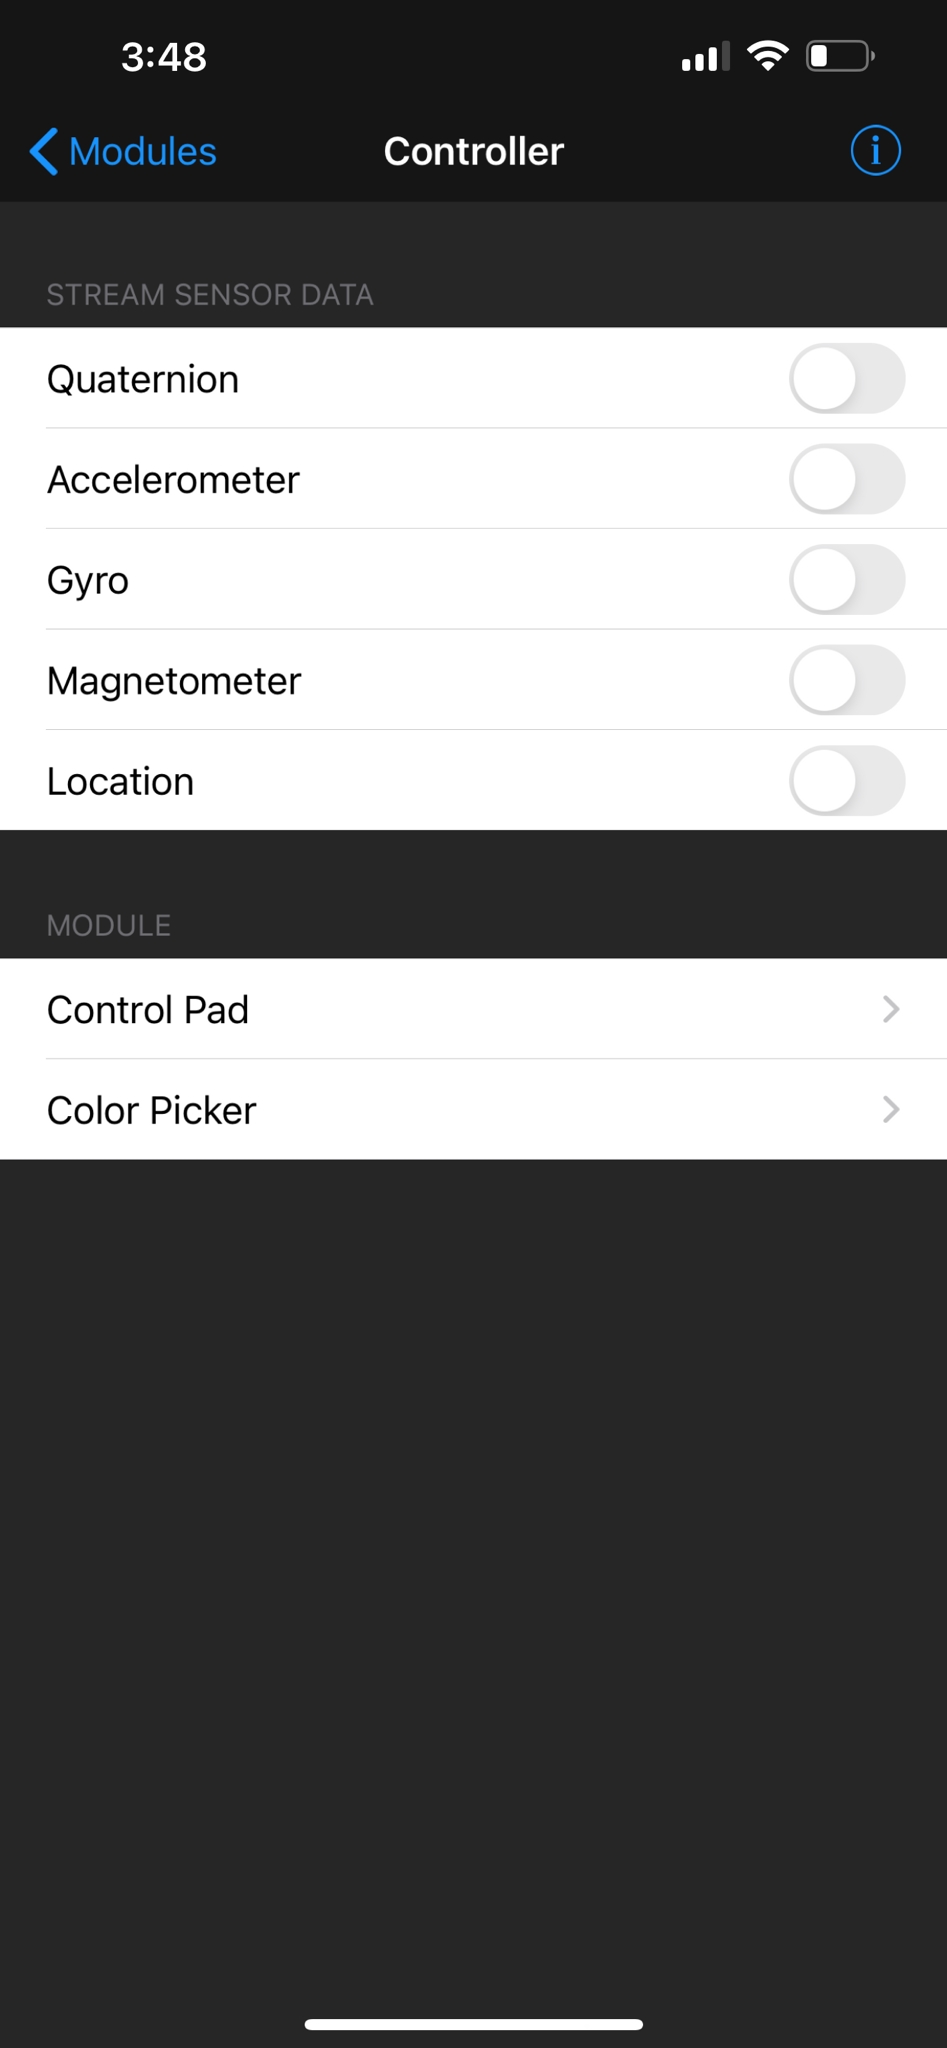 3:48
Modules
Controller
i
STREAM SENSOR DATA
Quaternion
Accelerometer
Gyro
Magnetometer
Location
MODULE
Control Pad
Color Picker